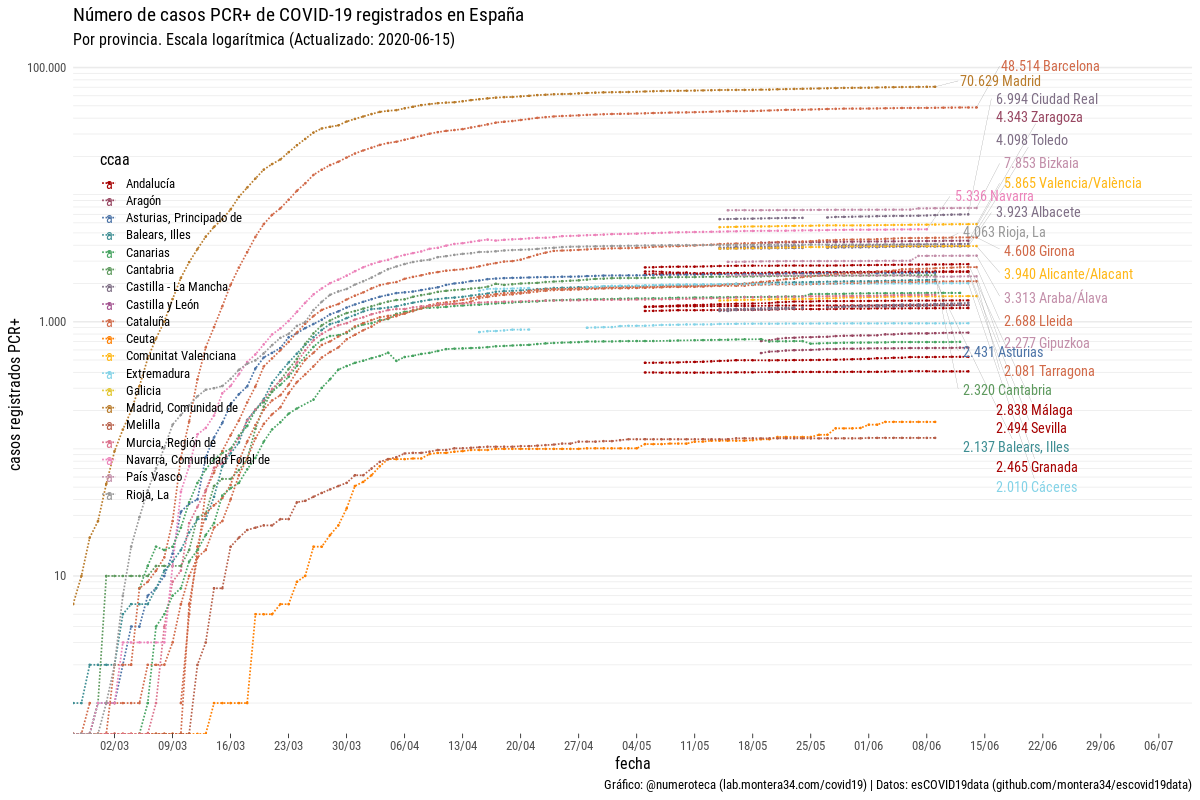 Número de casos PCR+ de COVID-19 registrados en España
Por provincia. Escala logarítmica (Actualizado: 2020-06-15)
100.000
1.000
10
casos registrados PCR+
ccaa
Andalucía
Aragón
Asturias, Principado de
Balears, Illes
Canarias
Cantabria
Castilla - La Mancha
Castilla y León
Cataluña
Ceuta
Comunitat Valenciana
Extremadura
Galicia
Madrid, Comunidad de
Melilla
Murcia, Región de
Navarra, Comunidad Foral de
País Vasco
Rioja, La
48.514 Barcelona
70.629 Madrid
6.994 Ciudad Real
4.343 Zaragoza
4.098 Toledo
7.853 Bizkaia
5.865 Valencia/València
5.336 Navarra
3.923 Albacete
4.063 Rioja, La
4.608 Girona
3.940 Alicante/Alacant
3.313 Araba/Álava
2.688 Lleida
2.277 Gipuzkoa
2.431 Asturias
2.081 Tarragona
2.320 Cantabria
2.838 Málaga
2.494 Sevilla
2.137 Balears, Illes
2.465 Granada
2.010 Cáceres
02/03 09/03 16/03 23/03 30/03 06/04 13/04 20/04 27/04 04/05 11/05 18/05 25/05 01/06 08/06 15/06 22/06 29/06 06/07
fecha
Gráfico: @numeroteca (lab.montera34.com/covid19) | Datos: esCOVID19data (github.com/montera34/escovid19data)